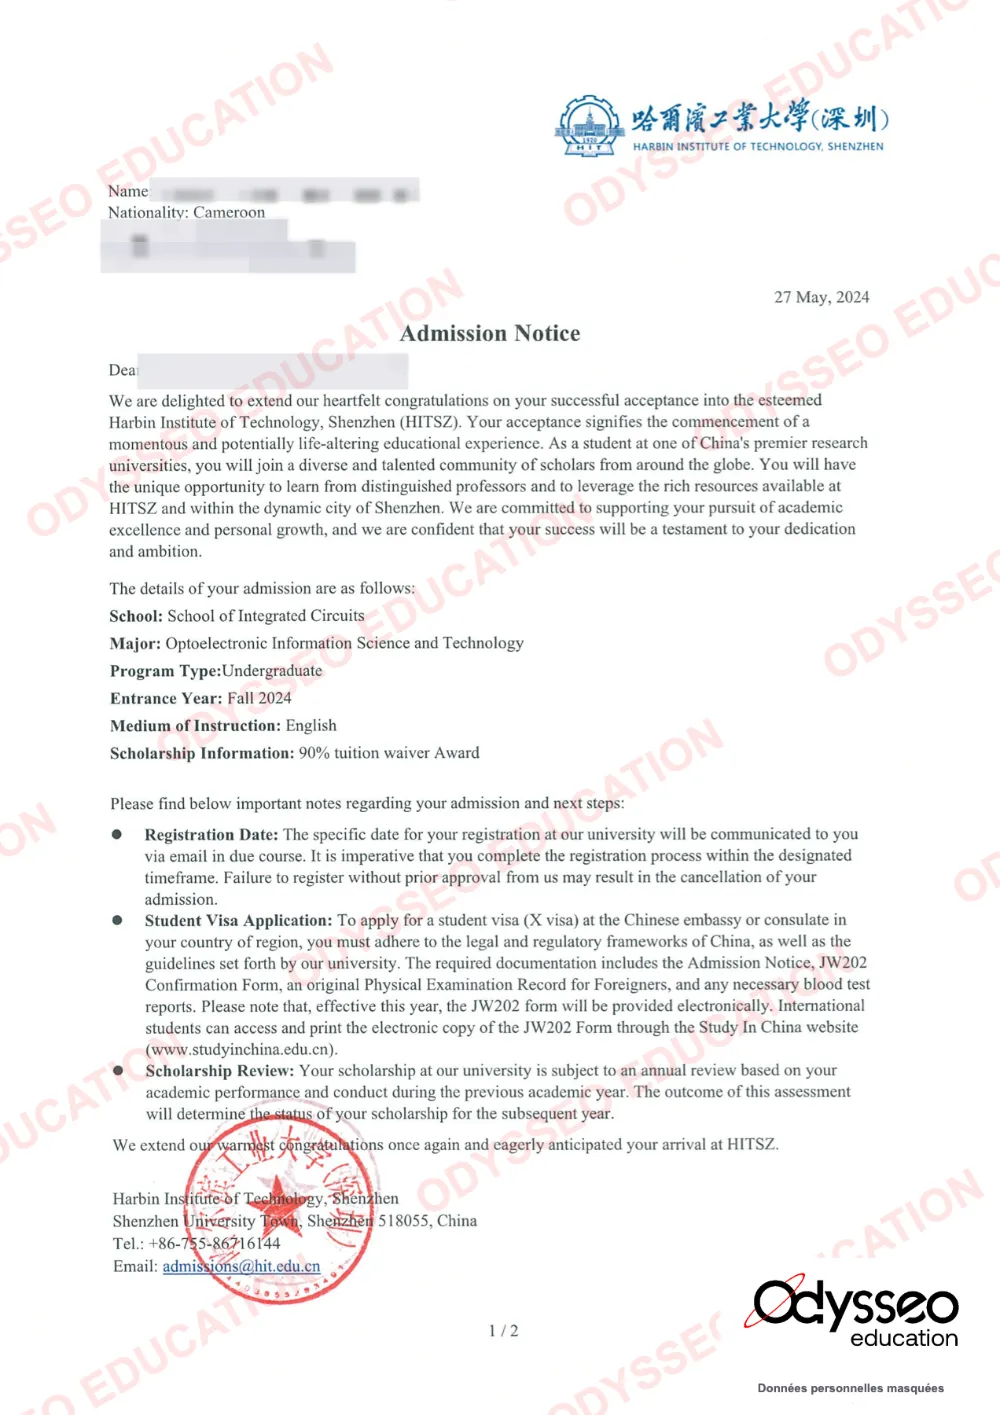 哈爾濱工業大學(深圳)
HARBIN INSTITUTE OF TECHNOLOGY, SHENZHEN
1920
HIT
Name
Nationality: Cameroon
27 May, 2024
Admission Notice
Dear
We are delighted to extend our heartfelt congratulations on your successful acceptance into the esteemed
Harbin Institute of Technology, Shenzhen (HITSZ). Your acceptance signifies the commencement of a
momentous and potentially life-altering educational experience. As a student at one of China's premier research
universities, you will join a diverse and talented community of scholars from around the globe. You will have
the unique opportunity to learn from distinguished professors and to leverage the rich resources available at
HITSZ and within the dynamic city of Shenzhen. We are committed to supporting your pursuit of academic
excellence and personal growth, and we are confident that your success will be a testament to your dedication
and ambition.
The details of your admission are as follows:
School: School of Integrated Circuits
Major: Optoelectronic Information Science and Technology
Program Type:Undergraduate
Entrance Year: Fall 2024
Medium of Instruction: English
Scholarship Information: 90% tuition waiver Award
Please find below important notes regarding your admission and next steps:
● Registration Date: The specific date for your registration at our university will be communicated to you
via email in due course. It is imperative that you complete the registration process within the designated
timeframe. Failure to register without prior approval from us may result in the cancellation of your
admission.
● Student Visa Application: To apply for a student visa (X visa) at the Chinese embassy or consulate in
your country of region, you must adhere to the legal and regulatory frameworks of China, as well as the
guidelines set forth by our university. The required documentation includes the Admission Notice, JW202
Confirmation Form, an original Physical Examination Record for Foreigners, and any necessary blood test
reports. Please note that, effective this year, the JW202 form will be provided electronically. International
students can access and print the electronic copy of the JW202 Form through the Study In China website
(www.studyinchina.edu.cn).
● Scholarship Review: Your scholarship at our university is subject to an annual review based on your
academic performance and conduct during the previous academic year. The outcome of this assessment
will determine the status of your scholarship for the subsequent year.
We extend our warmest congratulations once again and eagerly anticipated your arrival at HITSZ.
哈尔滨工业大学(深圳)
Harbin Institute of Technology, Shenzhen
Shenzhen University Town, Shenzhen 518055, China
Tel.: +86-755-86716144
Email: admissions@hit.edu.cn
1 / 2
Odysseo
education
Données personnelles masquées
ODYSSEO EDUCATION